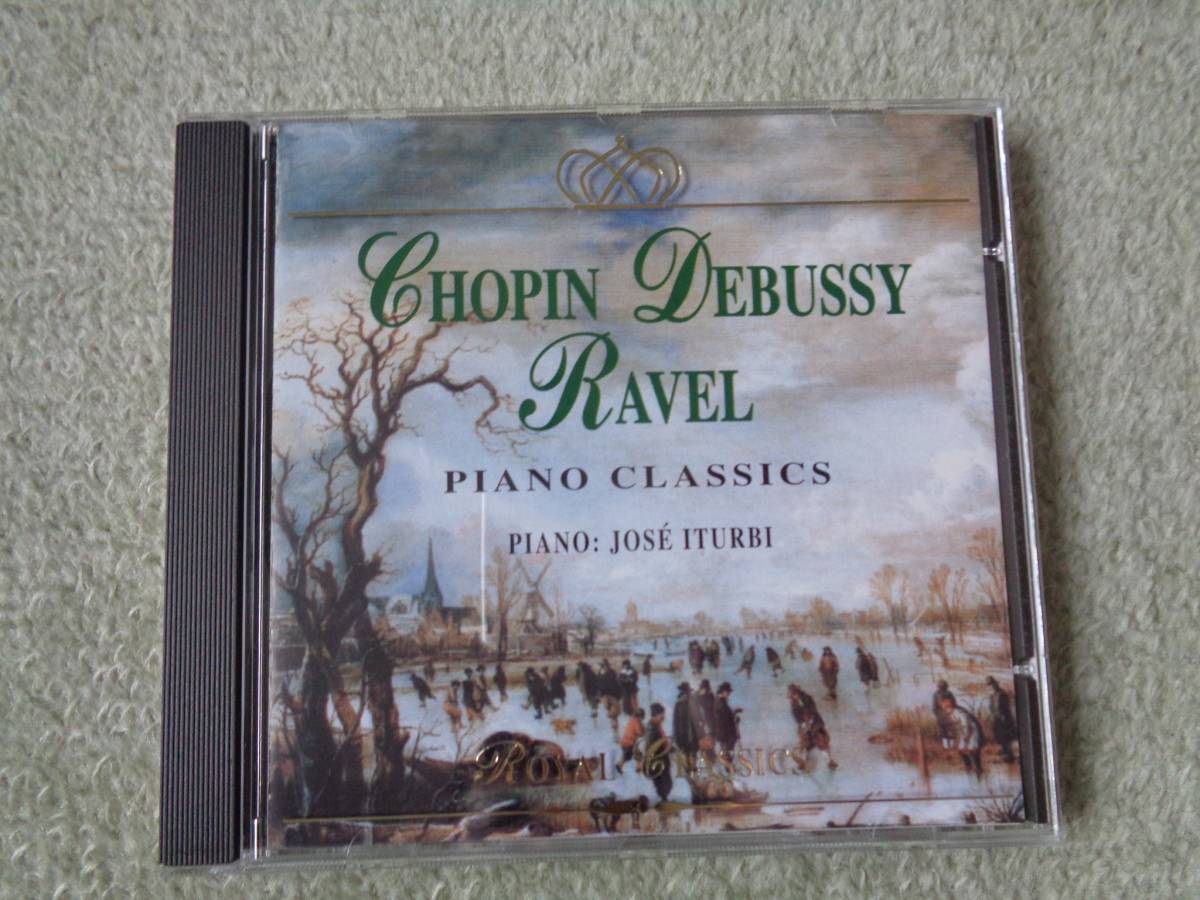 CHOPIN DEBUSSY
RAVEL
PIANO CLASSICS
PIANO: JOSÉ ITURBI
ROYAL CLASSICS